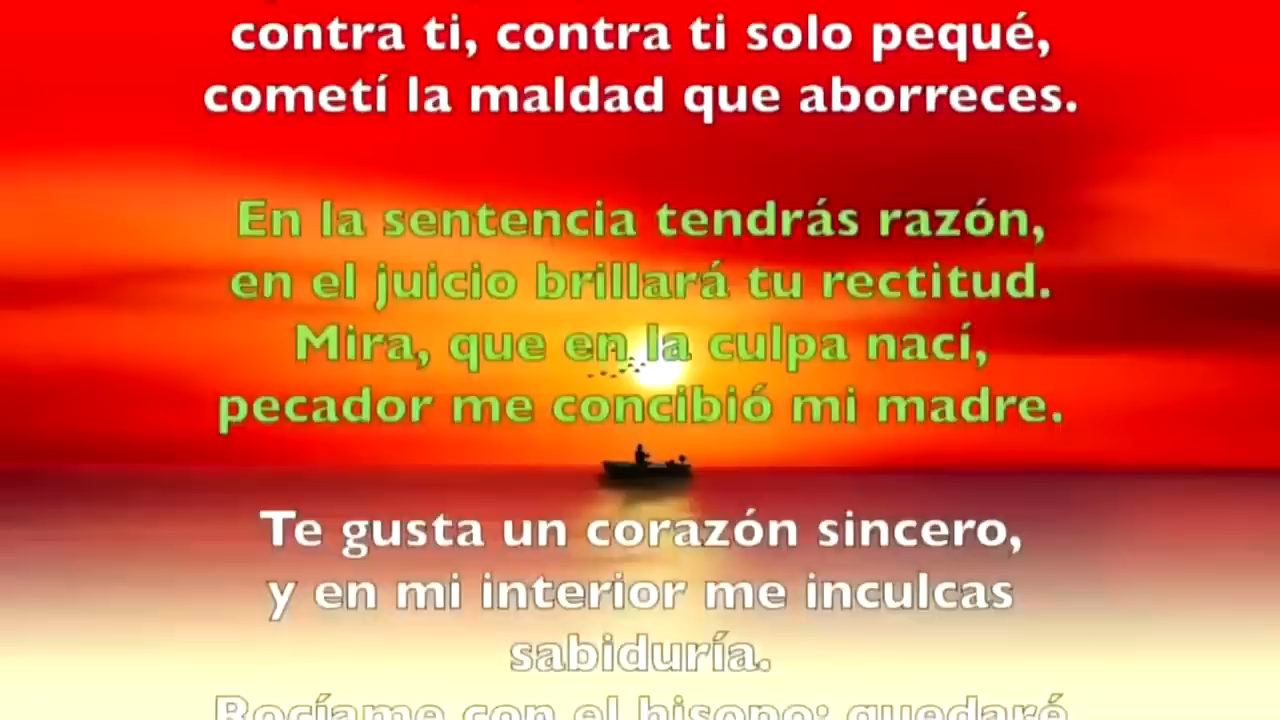 contra ti, contra ti solo pequé,
cometí la maldad que aborreces.
En la sentencia tendrás razón,
en el juicio brillará tu rectitud.
Mira, que en la culpa nací,
pecador me concibió mi madre.
Te gusta un corazón sincero,
y en mi interior me inculcas
sabiduría.
Rocíame con el hisopo: quedaré